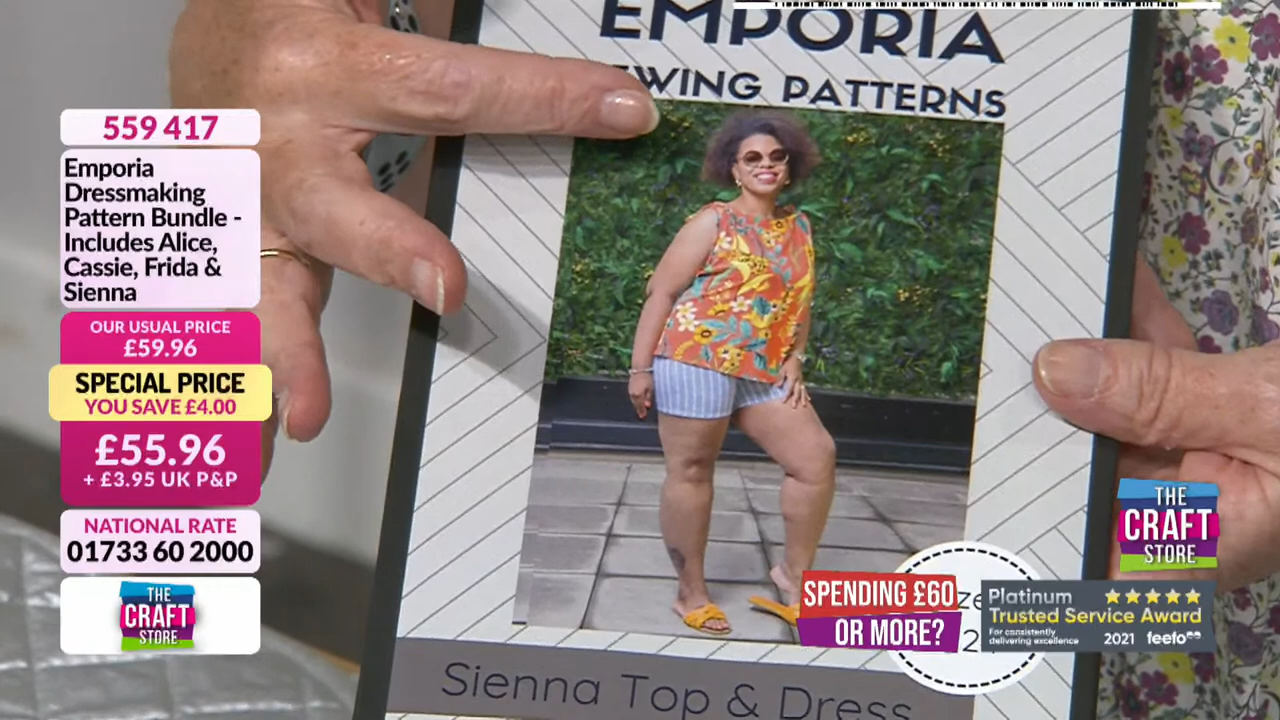 559 417
Emporia
Dressmaking
Pattern Bundle -
Includes Alice,
Cassie, Frida &
Sienna
OUR USUAL PRICE
£59.96
SPECIAL PRICE
YOU SAVE £4.00
£55.96
+ £3.95 UK P&P
NATIONAL RATE
01733 60 2000
THE
CRAFT
STORE
EMPORIA
EWING PATTERNS
Sienna Top & Dress
THE
CRAFT
STORE
SPENDING £60
OR MORE?
Platinum
Trusted Service Award
For consistently
delivering excellence
2021 feefo